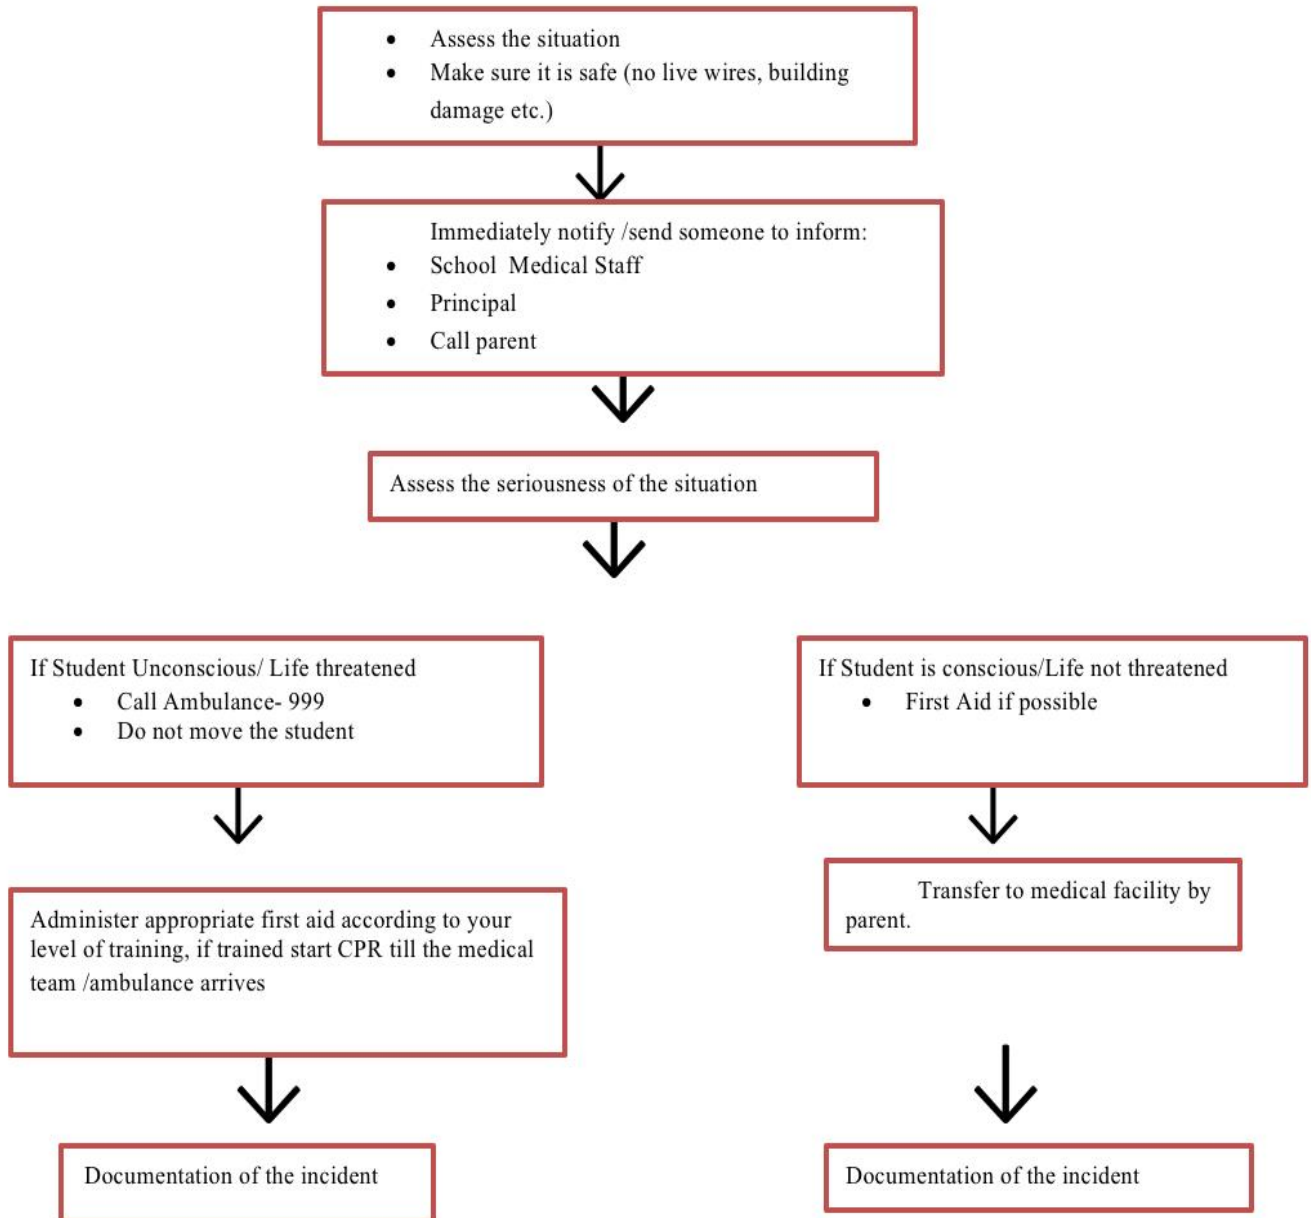 • Assess the situation
• Make sure it is safe (no live wires, building
damage etc.)
Immediately notify /send someone to inform:
• School  Medical Staff
• Principal
• Call parent
Assess the seriousness of the situation
If Student Unconscious/ Life threatened
• Call Ambulance- 999
• Do not move the student
If Student is conscious/Life not threatened
• First Aid if possible
Administer appropriate first aid according to your
level of training, if trained start CPR till the medical
team /ambulance arrives
Transfer to medical facility by
parent.
Documentation of the incident
Documentation of the incident